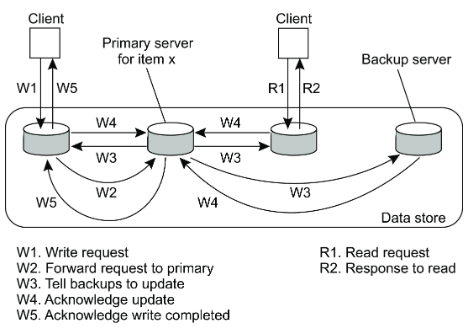 Client
Client
Primary server
for item x
Backup server
W1
W5
R1
R2
W4
W4
W3
W3
W2
W5
W3
W4
Data store
W1. Write request
W2. Forward request to primary
W3. Tell backups to update
W4. Acknowledge update
W5. Acknowledge write completed
R1. Read request
R2. Response to read